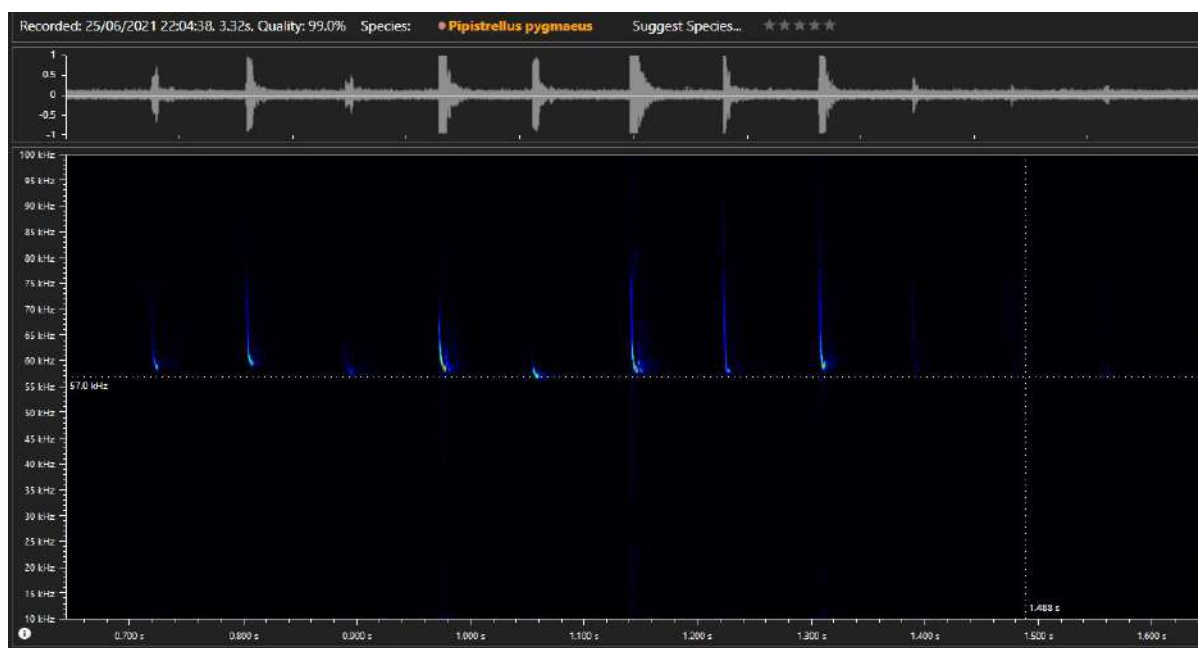 Recorded: 25/06/2021 22:04:38. 3.32s. Quality: 99.0% Species: Pipistrellus pygmaeus Suggest Species...
1
0.5
0
-0.5
-1
100 kHz
95 kHz
90 kHz
85 kHz
80 kHz
75 kHz
70 kHz
65 kHz
60 kHz
55 kHz
57.0 kHz
50 kHz
45 kHz
40 kHz
35 kHz
30 kHz
25 kHz
20 kHz
15 kHz
10 kHz
1.488 s
0.700 s 0.800 s 0.900 s 1.000 s 1.100 s 1.200 s 1.300 s 1.400 s 1.500 s 1.600 s